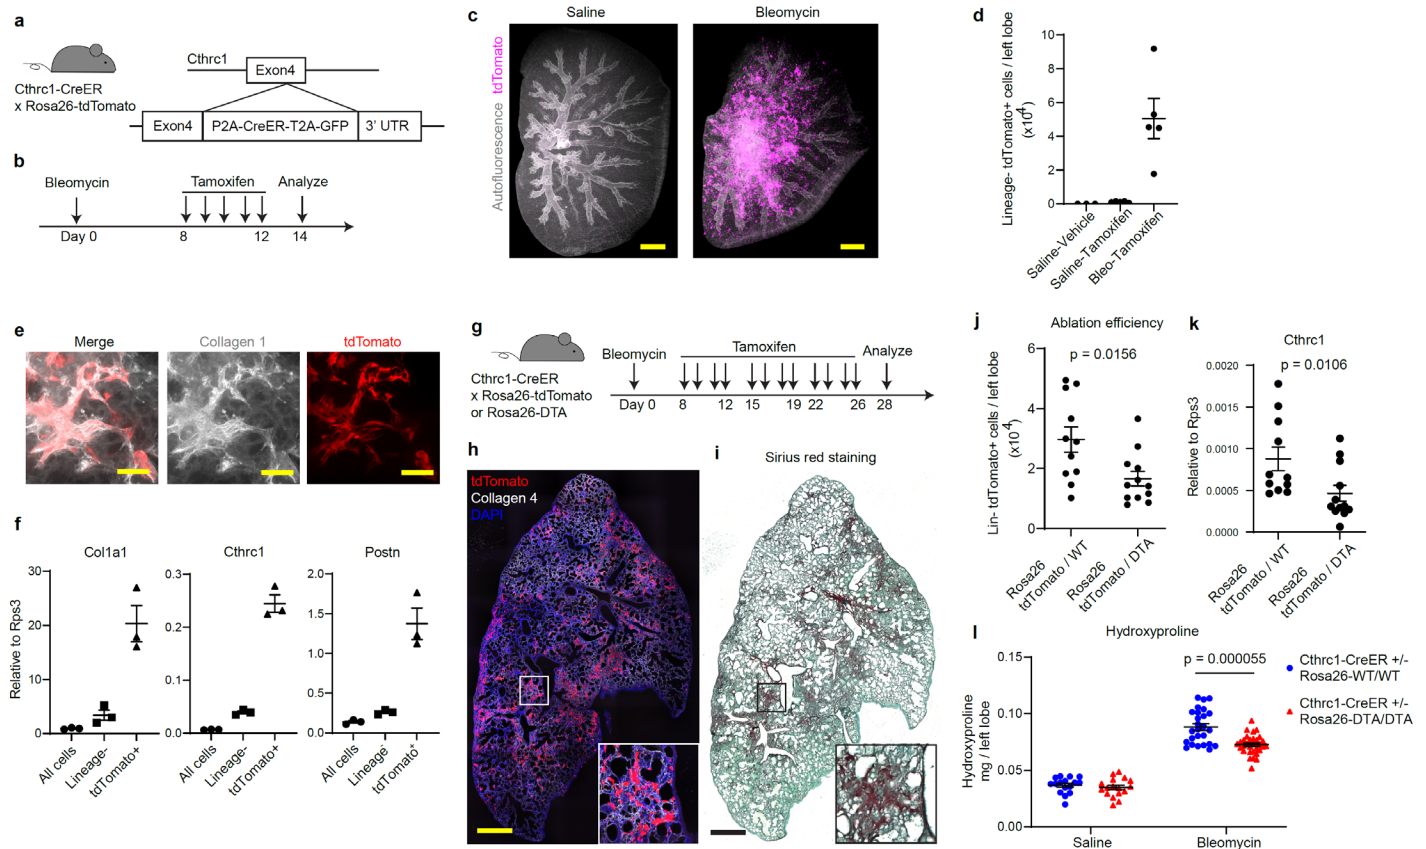 a
Cthrc1
Exon4
Cthrc1-CreER
x Rosa26-tdTomato
Exon4
P2A-CreER-T2A-GFP
3' UTR
b
Bleomycin
Tamoxifen
Analyze
Day 0
8
12
14
c
Saline
Bleomycin
Autofluorescence tdTomato
d
Lineage- tdTomato+ cells / left lobe
(x10⁴)
10
8
6
4
2
0
Saline-Vehicle
Saline-Tamoxifen
Bleo-Tamoxifen
e
Merge
Collagen 1
tdTomato
f
Col1a1
Cthrc1
Postn
Relative to Rps3
30
20
10
0
All cells
Lineage-
tdTomato+
0.3
0.2
0.1
0.0
All cells
Lineage-
tdTomato+
2.0
1.5
1.0
0.5
0.0
All cells
Lineage
tdTomato⁺
g
Cthrc1-CreER
x Rosa26-tdTomato
or Rosa26-DTA
Bleomycin
Tamoxifen
Analyze
Day 0
8
12
15
19
22
26
28
h
tdTomato
Collagen 4
DAPI
i
Sirius red staining
j
Ablation efficiency
p = 0.0156
Lin- tdTomato+ cells / left lobe
(x10⁴)
6
4
2
0
Rosa26
tdTomato / WT
Rosa26
tdTomato / DTA
k
Cthrc1
p = 0.0106
Relative to Rps3
0.0020
0.0015
0.0010
0.0005
0.0000
Rosa26
tdTomato / WT
Rosa26
tdTomato / DTA
l
Hydroxyproline
p = 0.000055
Hydroxyproline
mg / left lobe
0.15
0.10
0.05
0.00
Saline
Bleomycin
Cthrc1-CreER +/-
Rosa26-WT/WT
Cthrc1-CreER +/-
Rosa26-DTA/DTA